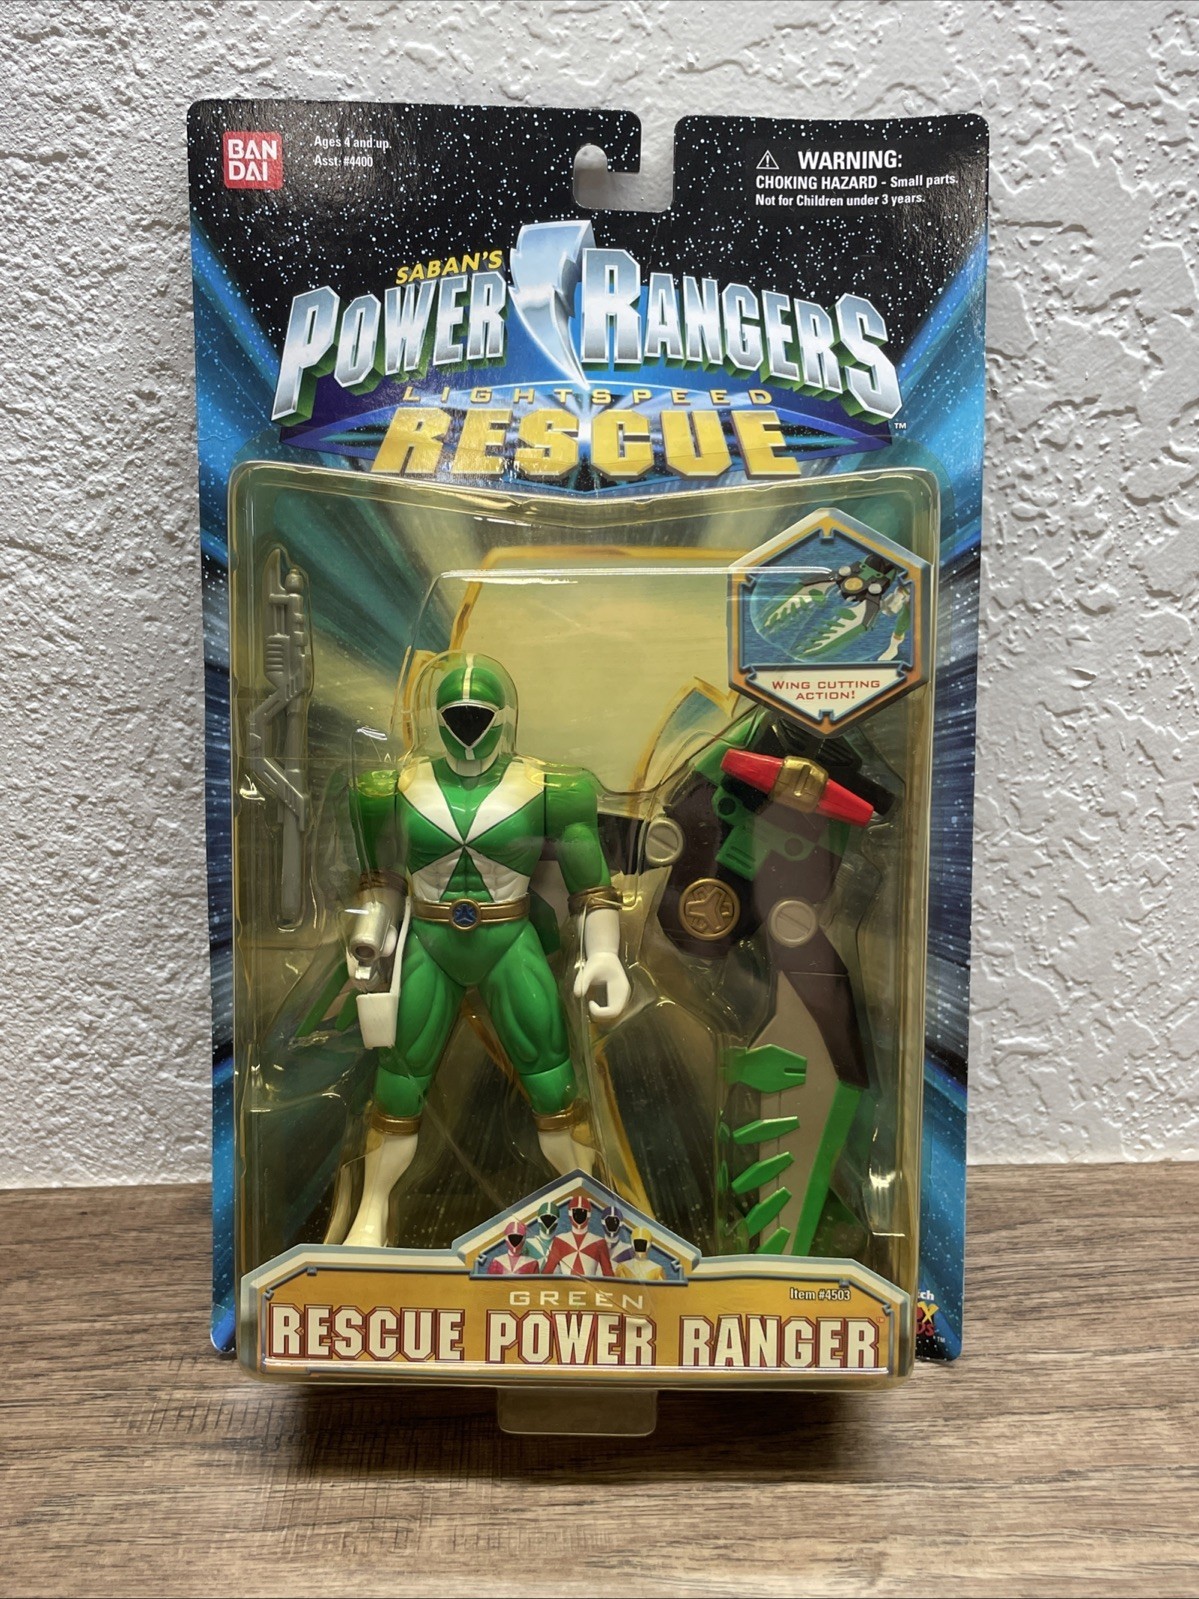 BAN
DAI
Ages 4 and up.
Asst. #4400
WARNING:
CHOKING HAZARD - Small parts.
Not for Children under 3 years.
SABAN'S
POWER RANGERS
™
LIGHTSPEED
RESCUE
WING CUTTING
ACTION!
GREEN
Item #4503
RESCUE POWER RANGER